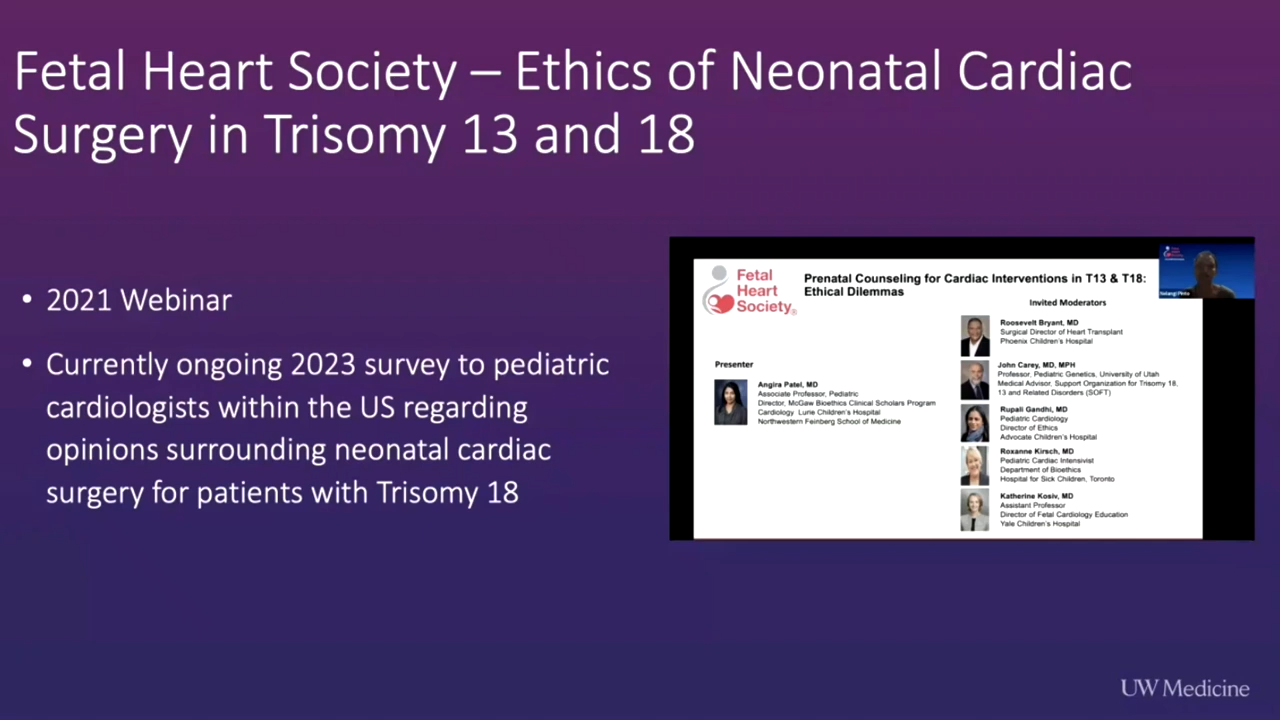 Fetal Heart Society – Ethics of Neonatal Cardiac
Surgery in Trisomy 13 and 18
• 2021 Webinar
• Currently ongoing 2023 survey to pediatric
cardiologists within the US regarding
opinions surrounding neonatal cardiac
surgery for patients with Trisomy 18
Fetal
Heart
Society®
Prenatal Counseling for Cardiac Interventions in T13 & T18:
Ethical Dilemmas
Presenter
Angira Patel, MD
Associate Professor, Pediatric
Director, McGaw Bioethics Clinical Scholars Program
Cardiology Lurie Children's Hospital
Northwestern Feinberg School of Medicine
Invited Moderators
Roosevelt Bryant, MD
Surgical Director of Heart Transplant
Phoenix Children's Hospital
John Carey, MD, MPH
Professor, Pediatric Genetics, University of Utah
Medical Advisor, Support Organization for Trisomy 18,
13 and Related Disorders (SOFT)
Rupali Gandhi, MD
Pediatric Cardiology
Director of Ethics
Advocate Children's Hospital
Roxanne Kirsch, MD
Pediatric Cardiac Intensivist
Department of Bioethics
Hospital for Sick Children, Toronto
Katherine Kosiv, MD
Assistant Professor
Director of Fetal Cardiology Education
Yale Children's Hospital
UW Medicine